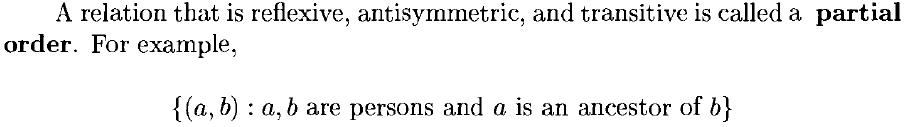 A relation that is reflexive, antisymmetric, and transitive is called a partial
order. For example,
{(a, b) : a, b are persons and a is an ancestor of b}